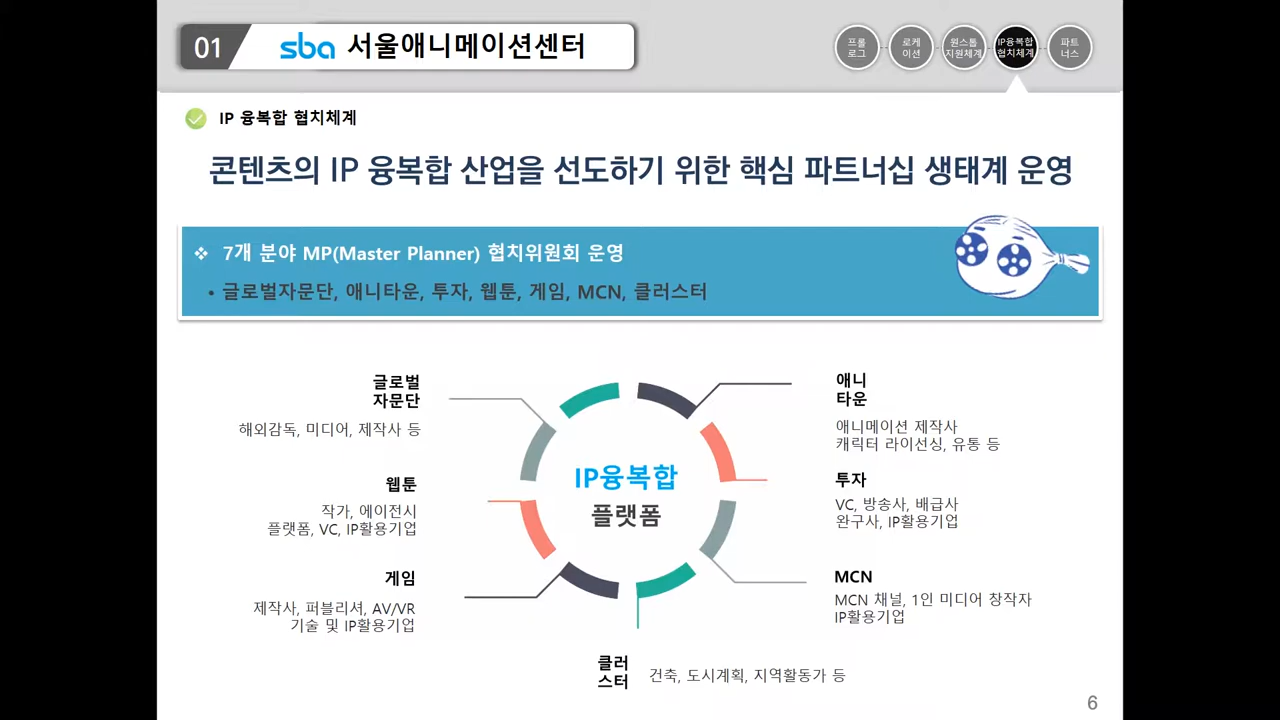 01
sba 서울애니메이션센터
프롤
로그
로케
이션
원스톱
지원체계
IP융복합
협치체계
파트
너스
IP 융복합 협치체계
콘텐츠의 IP 융복합 산업을 선도하기 위한 핵심 파트너십 생태계 운영
❖ 7개 분야 MP(Master Planner) 협치위원회 운영
• 글로벌자문단, 애니타운, 투자, 웹툰, 게임, MCN, 클러스터
글로벌
자문단
해외감독, 미디어, 제작사 등
웹툰
작가, 에이전시
플랫폼, VC, IP활용기업
게임
제작사, 퍼블리셔, AV/VR
기술 및 IP활용기업
IP융복합
플랫폼
애니
타운
애니메이션 제작사
캐릭터 라이선싱, 유통 등
투자
VC, 방송사, 배급사
완구사, IP활용기업
MCN
MCN 채널, 1인 미디어 창작자
IP활용기업
클러
스터
건축, 도시계획, 지역활동가 등
6